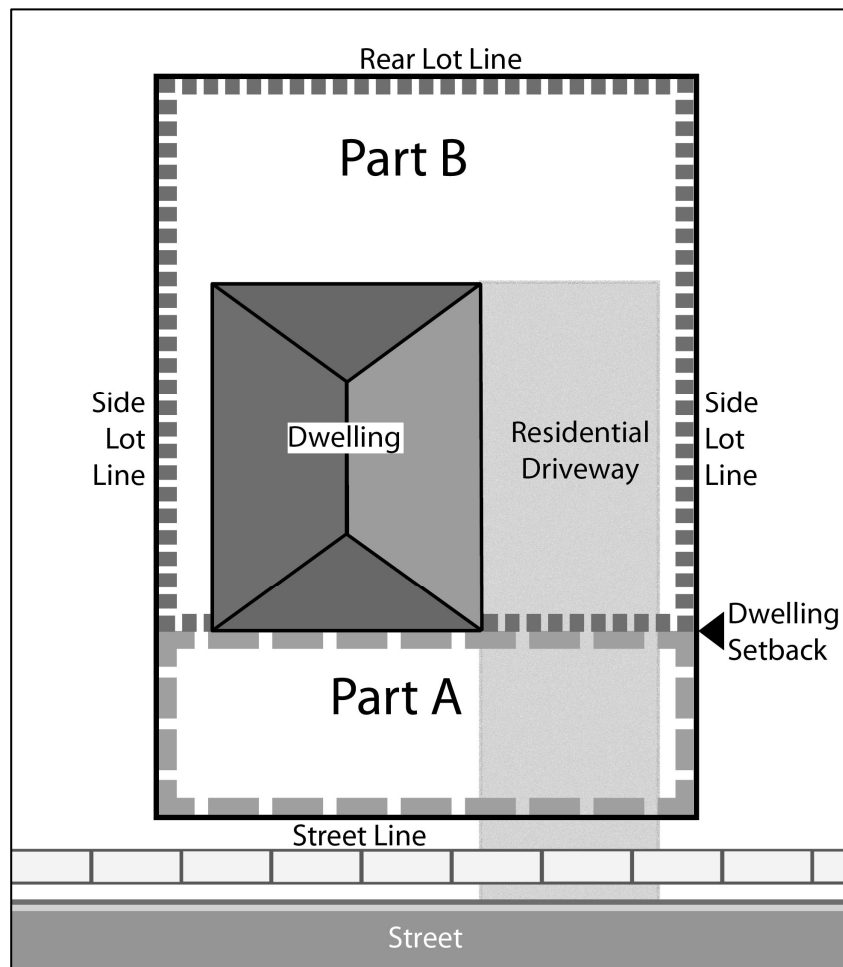 Rear Lot Line
Part B
Side
Lot
Line
Dwelling
Residential
Driveway
Side
Lot
Line
Dwelling
Setback
Part A
Street Line
Street